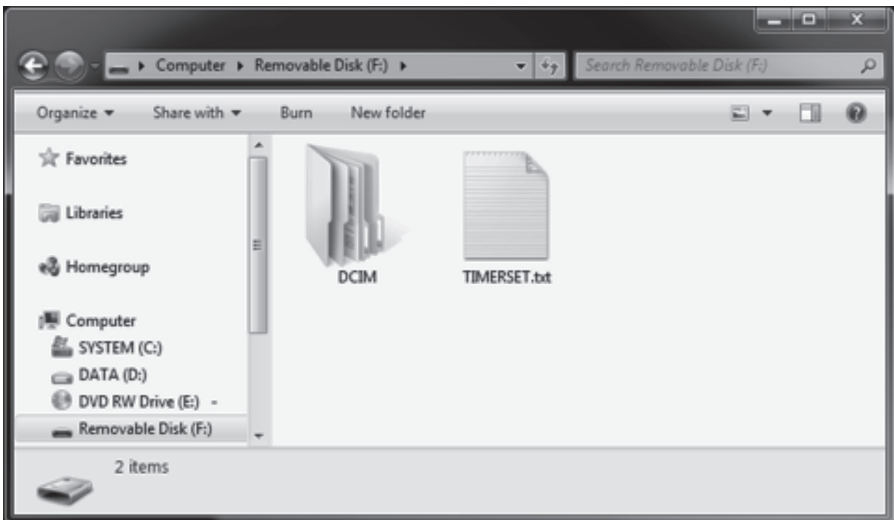 Computer Removable Disk (F:)
Search Removable Disk (F:)
Organize Share with Burn New folder
Favorites
Libraries
Homegroup
Computer
SYSTEM (C:)
DATA (D:)
DVD RW Drive (E:) -
Removable Disk (F:)
DCIM
TIMERSET.txt
2 items